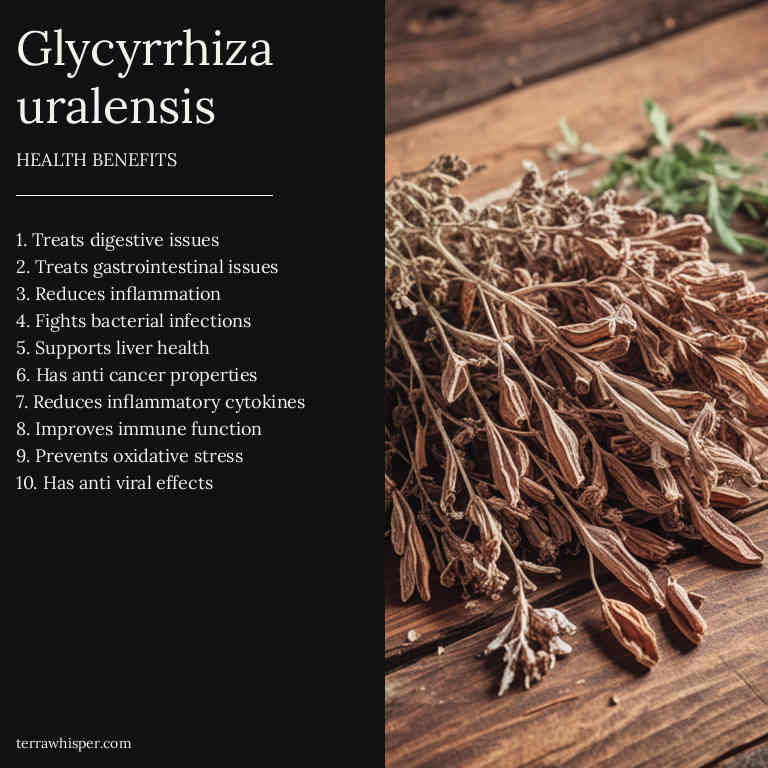 Glycyrrhiza
uralensis
HEALTH BENEFITS
1. Treats digestive issues
2. Treats gastrointestinal issues
3. Reduces inflammation
4. Fights bacterial infections
5. Supports liver health
6. Has anti cancer properties
7. Reduces inflammatory cytokines
8. Improves immune function
9. Prevents oxidative stress
10. Has anti viral effects
terrawhisper.com